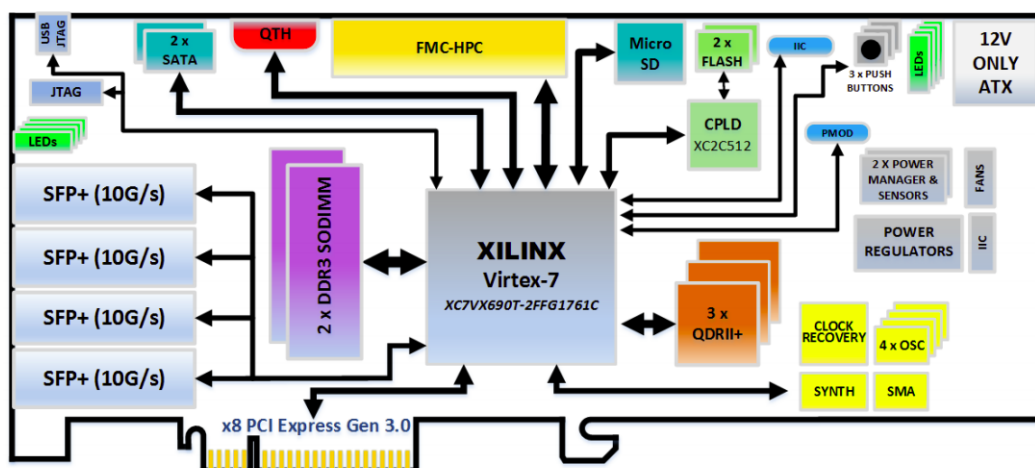 USB
JTAG
2 x
SATA
QTH
FMC-HPC
Micro
SD
2 x
FLASH
IIC
3 x PUSH
BUTTONS
LEDs
12V
ONLY
ATX
JTAG
LEDs
CPLD
XC2C512
PMOD
2 X POWER
MANAGER &
SENSORS
FANS
SFP+ (10G/s)
SFP+ (10G/s)
SFP+ (10G/s)
SFP+ (10G/s)
2 x DDR3 SODIMM
XILINX
Virtex-7
XC7VX690T-2FFG1761C
POWER
REGULATORS
IIC
3 x
QDRII+
CLOCK
RECOVERY
4 x OSC
SYNTH
SMA
x8 PCI Express Gen 3.0